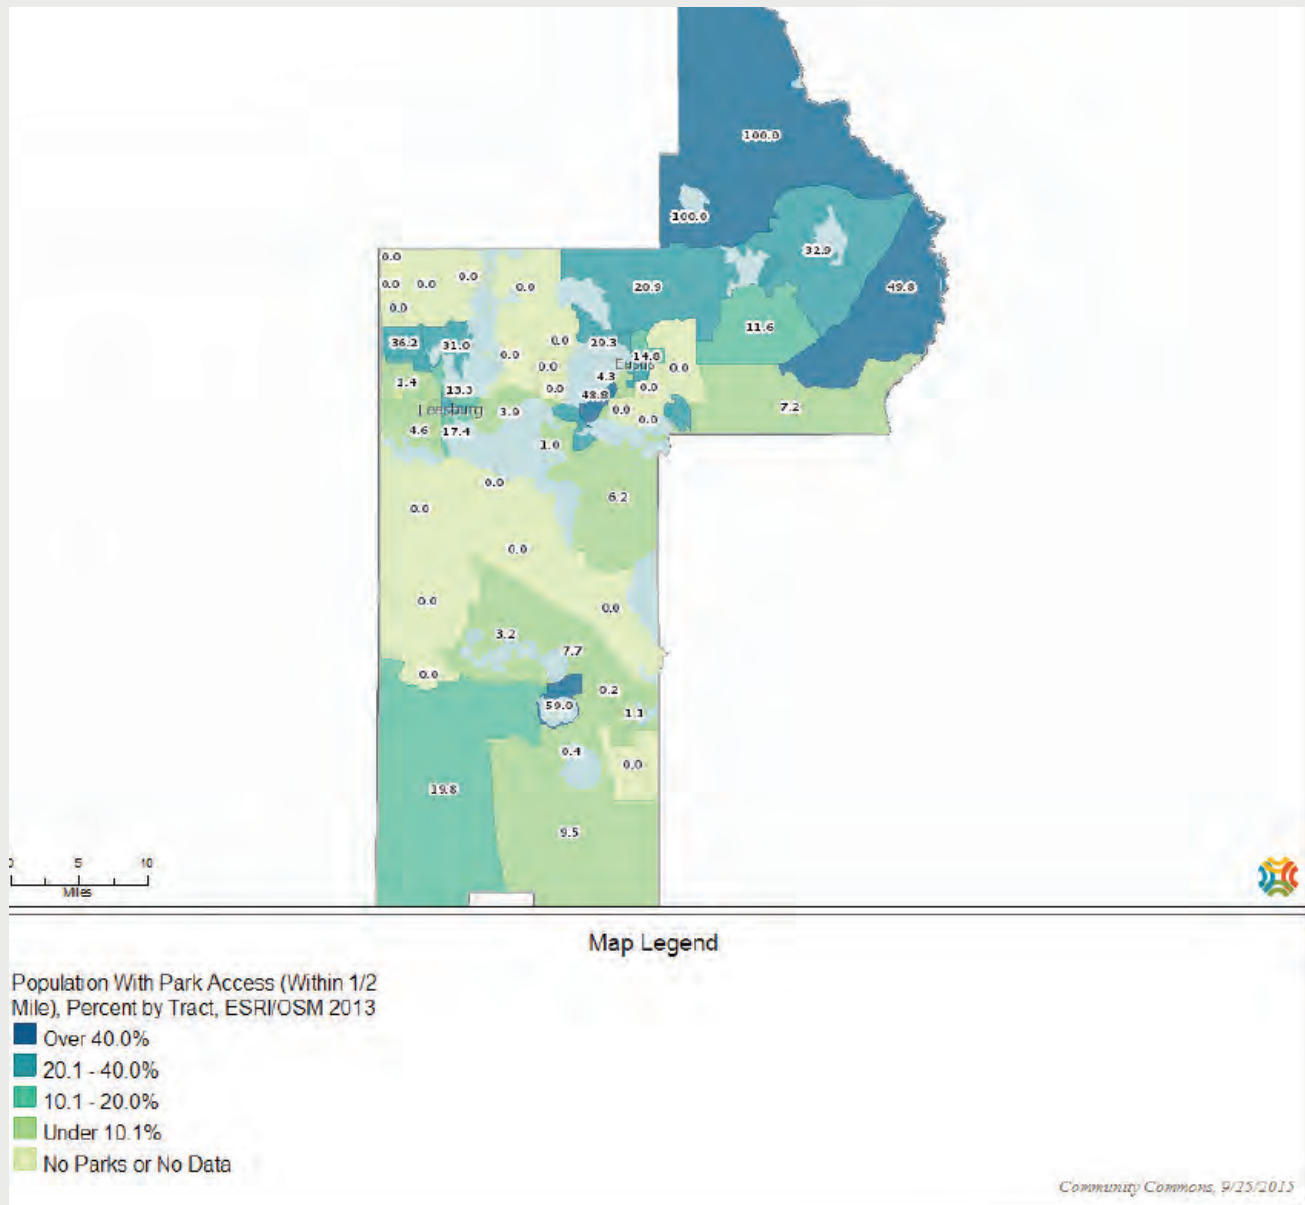 100.0
100.0
32.9
0.0
0.0 0.0 0.0 0.0 20.9 49.8
0.0
11.6
36.2 31.0 0.0 29.3
0.0 14.8
0.0 0.0
4.3
1.4 13.3 0.0 48.8 0.0
Leesburg 3.9 0.0 7.2
0.0
4.6 17.4
1.0
0.0 6.2
0.0
0.0
0.0 0.0
3.2
7.7
0.0
0.2
59.0 1.1
0.4
0.0
19.8
9.5
5 10
Miles
Map Legend
Population With Park Access (Within 1/2
Mile), Percent by Tract, ESRI/OSM 2013
Over 40.0%
20.1 - 40.0%
10.1 - 20.0%
Under 10.1%
No Parks or No Data
Community Commons, 9/25/2015